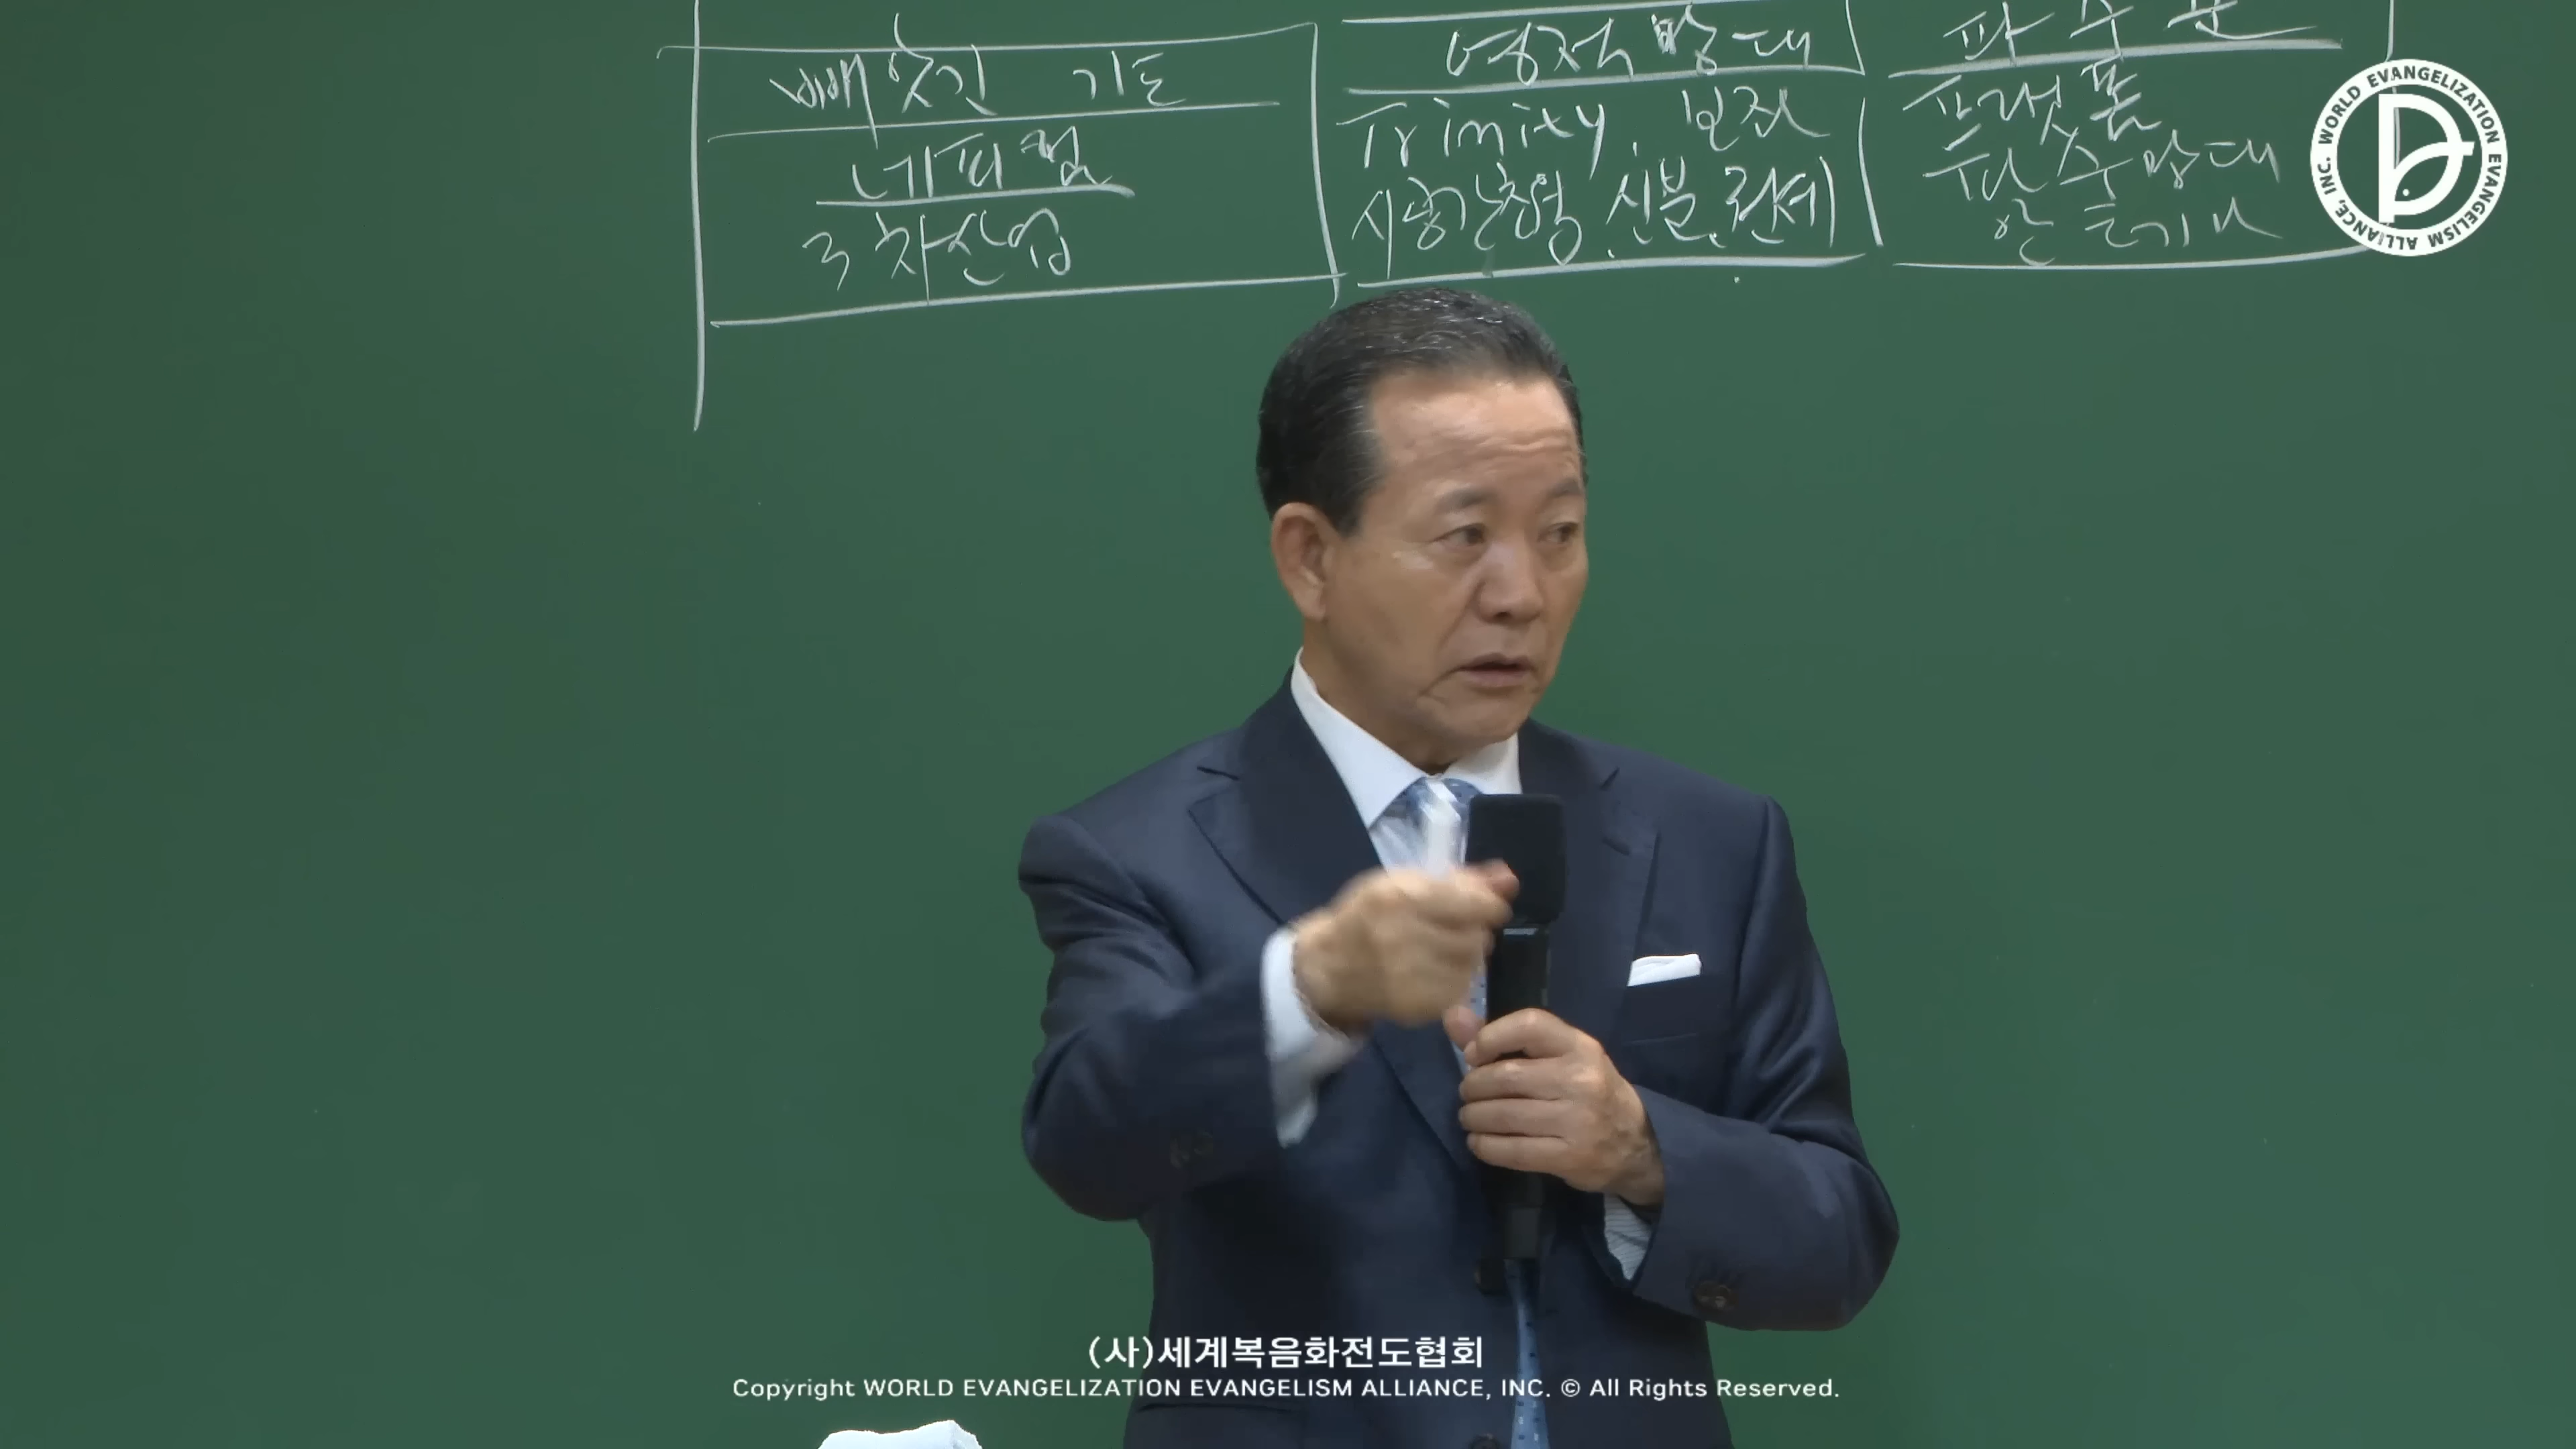 빼앗긴 기도
네피림
3차산업
영적 망대
Trinity. 보좌
시공간초월. 신분. 권세
파수꾼
플랫폼
파수망대
안테나
WORLD EVANGELIZATION EVANGELISM ALLIANCE, INC.
(사)세계복음화전도협회
Copyright WORLD EVANGELIZATION EVANGELISM ALLIANCE, INC. © All Rights Reserved.